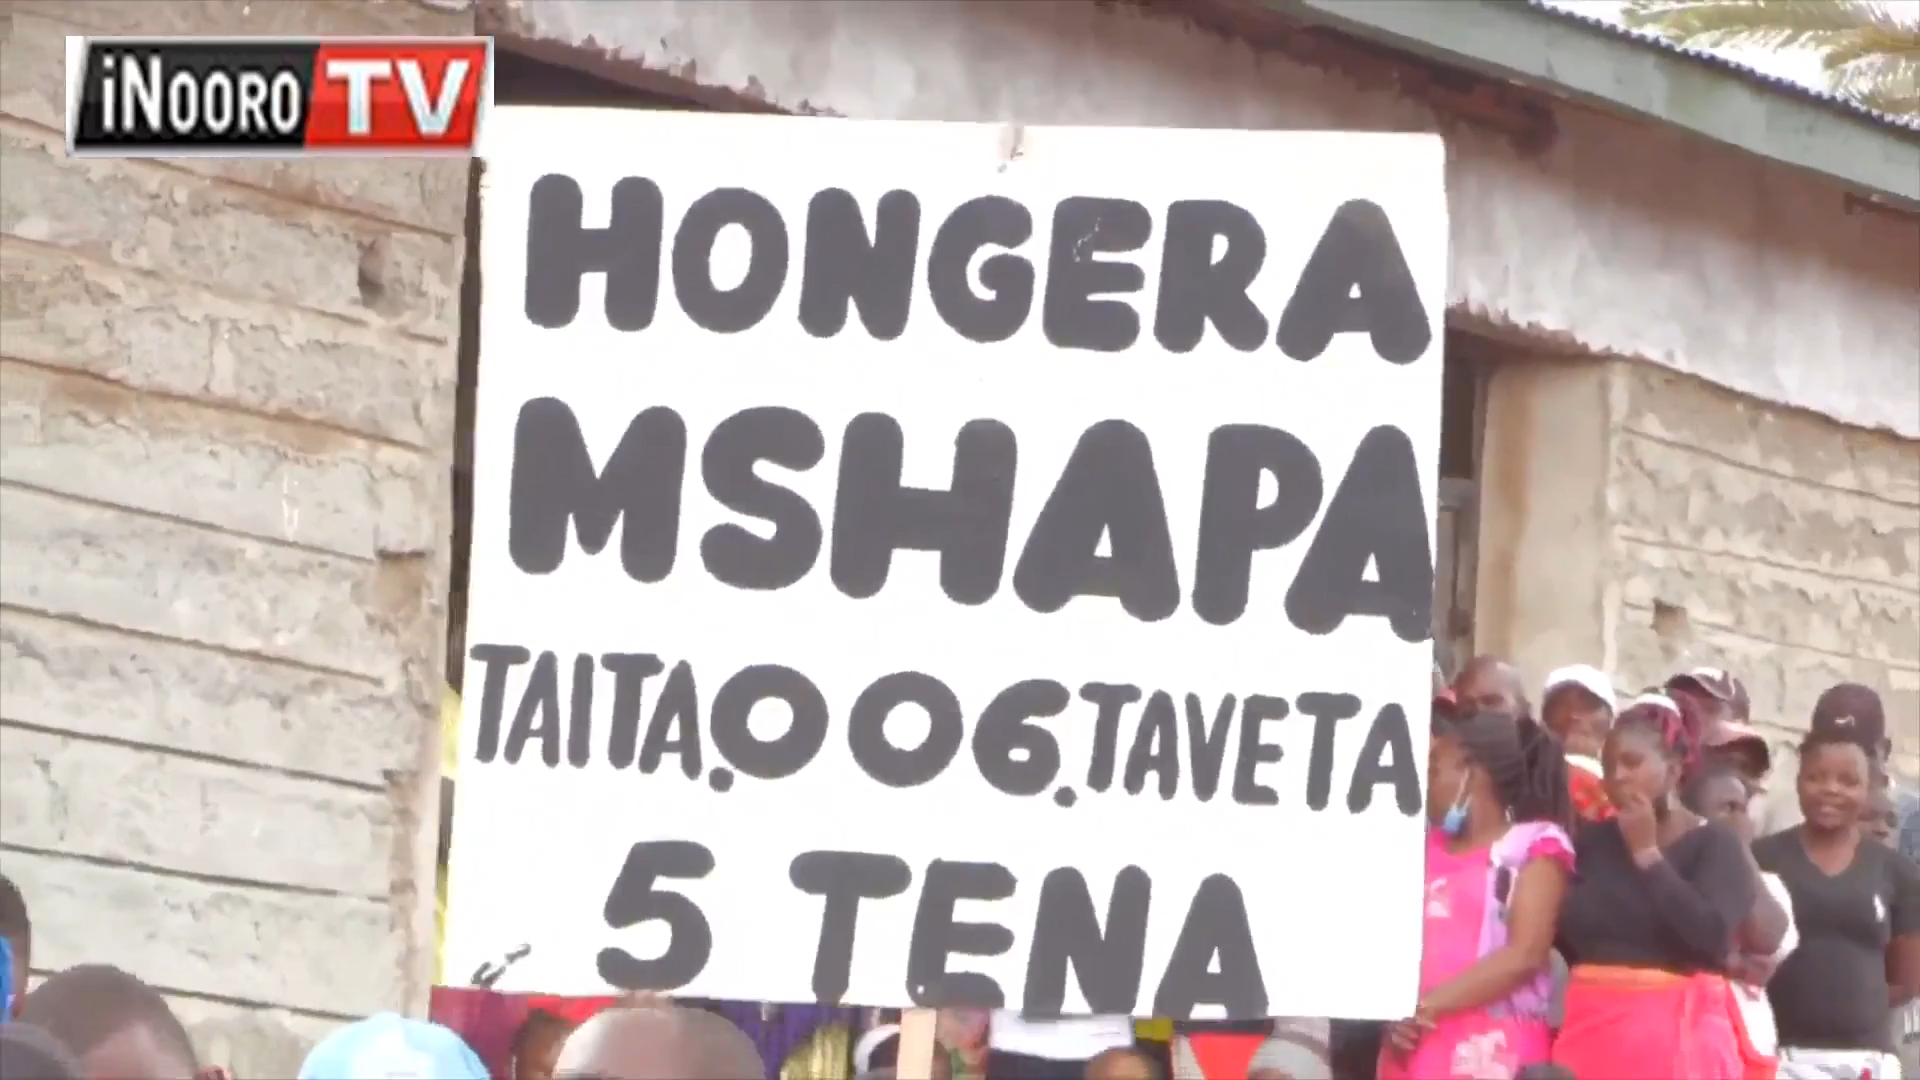 iNOORO TV
HONGERA
MSHAPA
TAITA.006.TAVETA
5 TENA